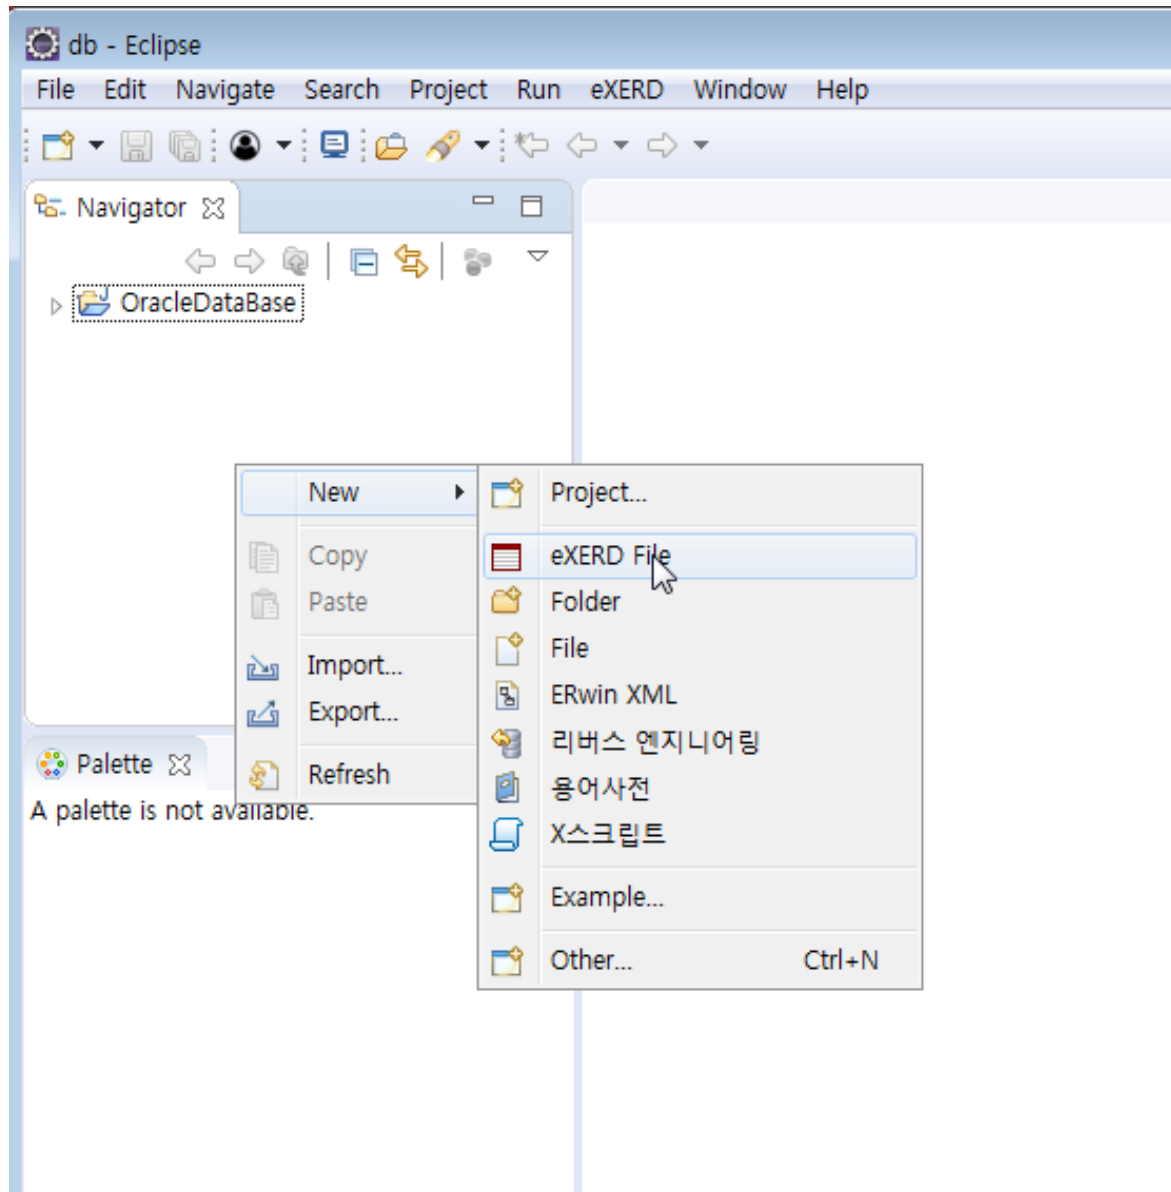 db - Eclipse
File Edit Navigate Search Project Run eXERD Window Help
Navigator
OracleDataBase
New
Copy
Paste
Import...
Export...
Refresh
Project...
eXERD File
Folder
File
ERwin XML
리버스 엔지니어링
용어사전
X스크립트
Example...
Other... Ctrl+N
Palette
A palette is not available.